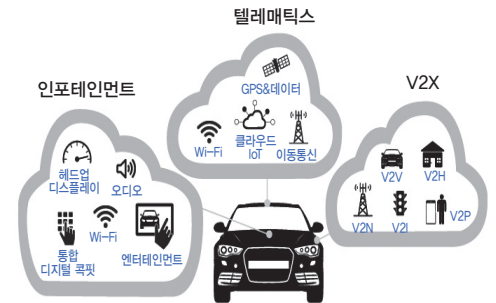 텔레매틱스
GPS&데이터
Wi-Fi
클라우드
IoT
이동통신
인포테인먼트
헤드업
디스플레이
오디오
Wi-Fi
통합
디지털 콕핏
엔터테인먼트
V2X
V2V
V2H
V2N
V2I
V2P